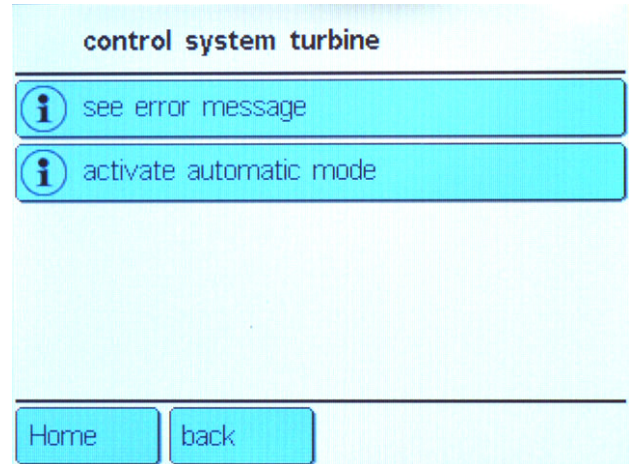 control system turbine
see error message
activate automatic mode
Home back